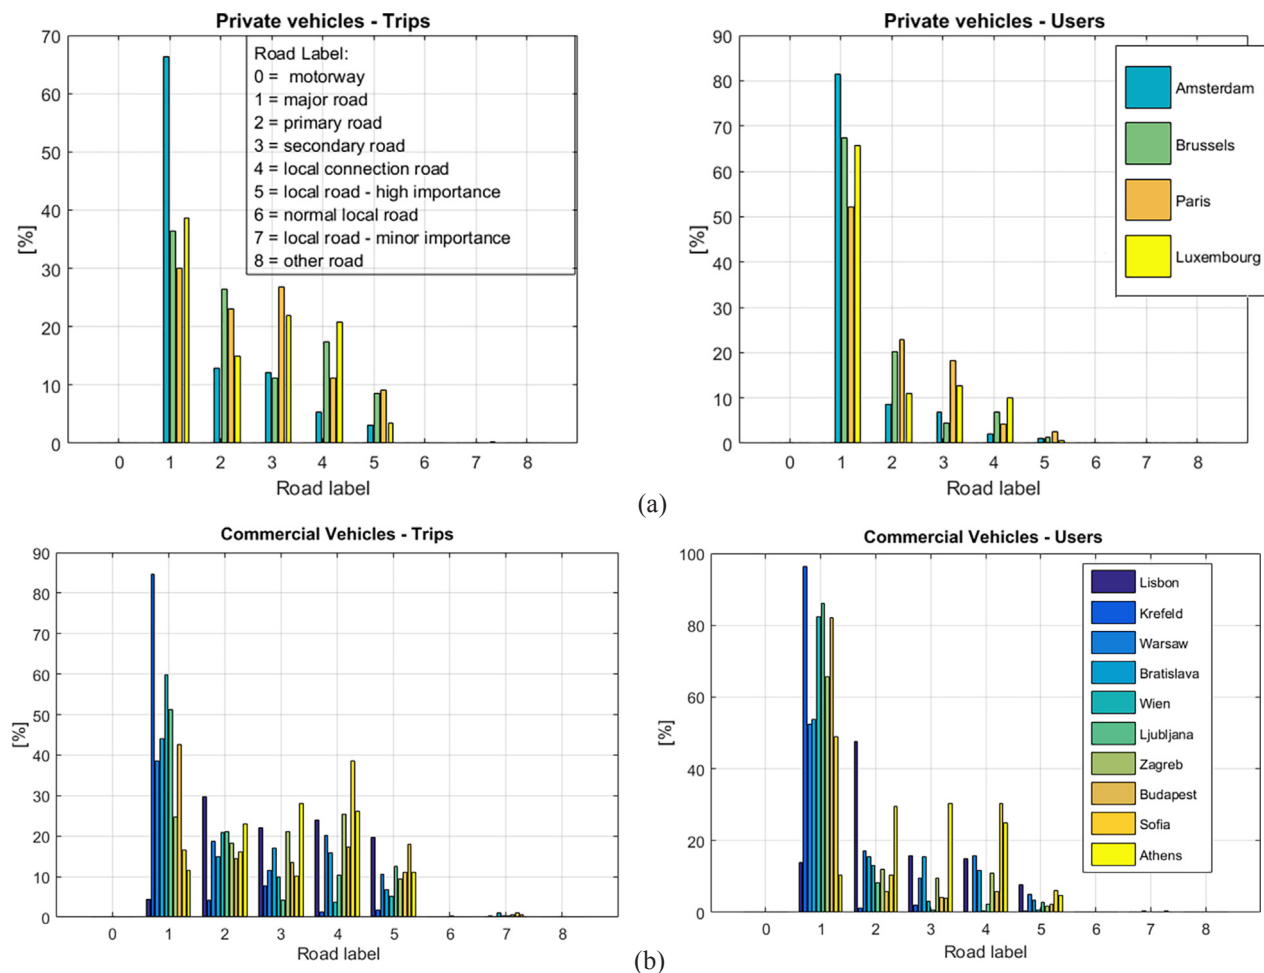 Private vehicles - Trips
70
60
50
40
30
20
10
0
[%]
Road Label:
0 = motorway
1 = major road
2 = primary road
3 = secondary road
4 = local connection road
5 = local road - high importance
6 = normal local road
7 = local road - minor importance
8 = other road
0 1 2 3 4 5 6 7 8
Road label
Private vehicles - Users
90
80
70
60
50
40
30
20
10
0
[%]
Amsterdam
Brussels
Paris
Luxembourg
0 1 2 3 4 5 6 7 8
Road label
(a)
Commercial Vehicles - Trips
90
80
70
60
50
40
30
20
10
0
[%]
0 1 2 3 4 5 6 7 8
Road label
Commercial Vehicles - Users
100
80
60
40
20
0
[%]
Lisbon
Krefeld
Warsaw
Bratislava
Wien
Ljubljana
Zagreb
Budapest
Sofia
Athens
0 1 2 3 4 5 6 7 8
Road label
(b)